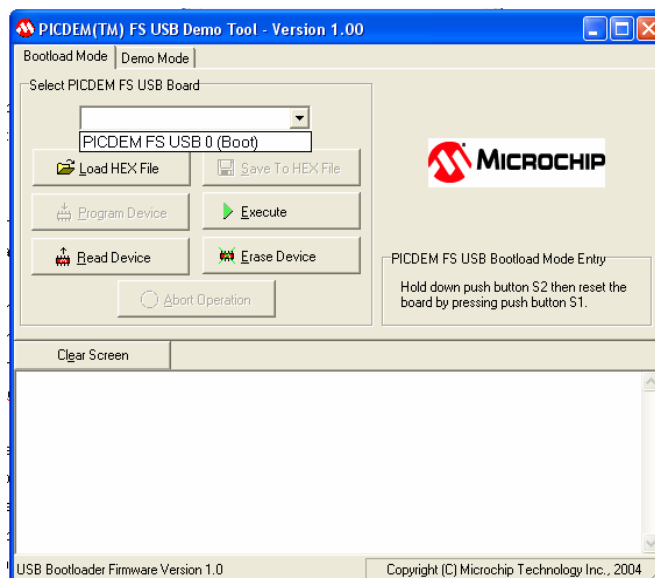 PICDEM(TM) FS USB Demo Tool - Version 1.00
Bootload Mode
Demo Mode
Select PICDEM FS USB Board
PICDEM FS USB 0 (Boot)
Load HEX File
Save To HEX File
Program Device
Execute
Read Device
Erase Device
Abort Operation
MICROCHIP
PICDEM FS USB Bootload Mode Entry
Hold down push button S2 then reset the
board by pressing push button S1.
Clear Screen
USB Bootloader Firmware Version 1.0
Copyright (C) Microchip Technology Inc., 2004